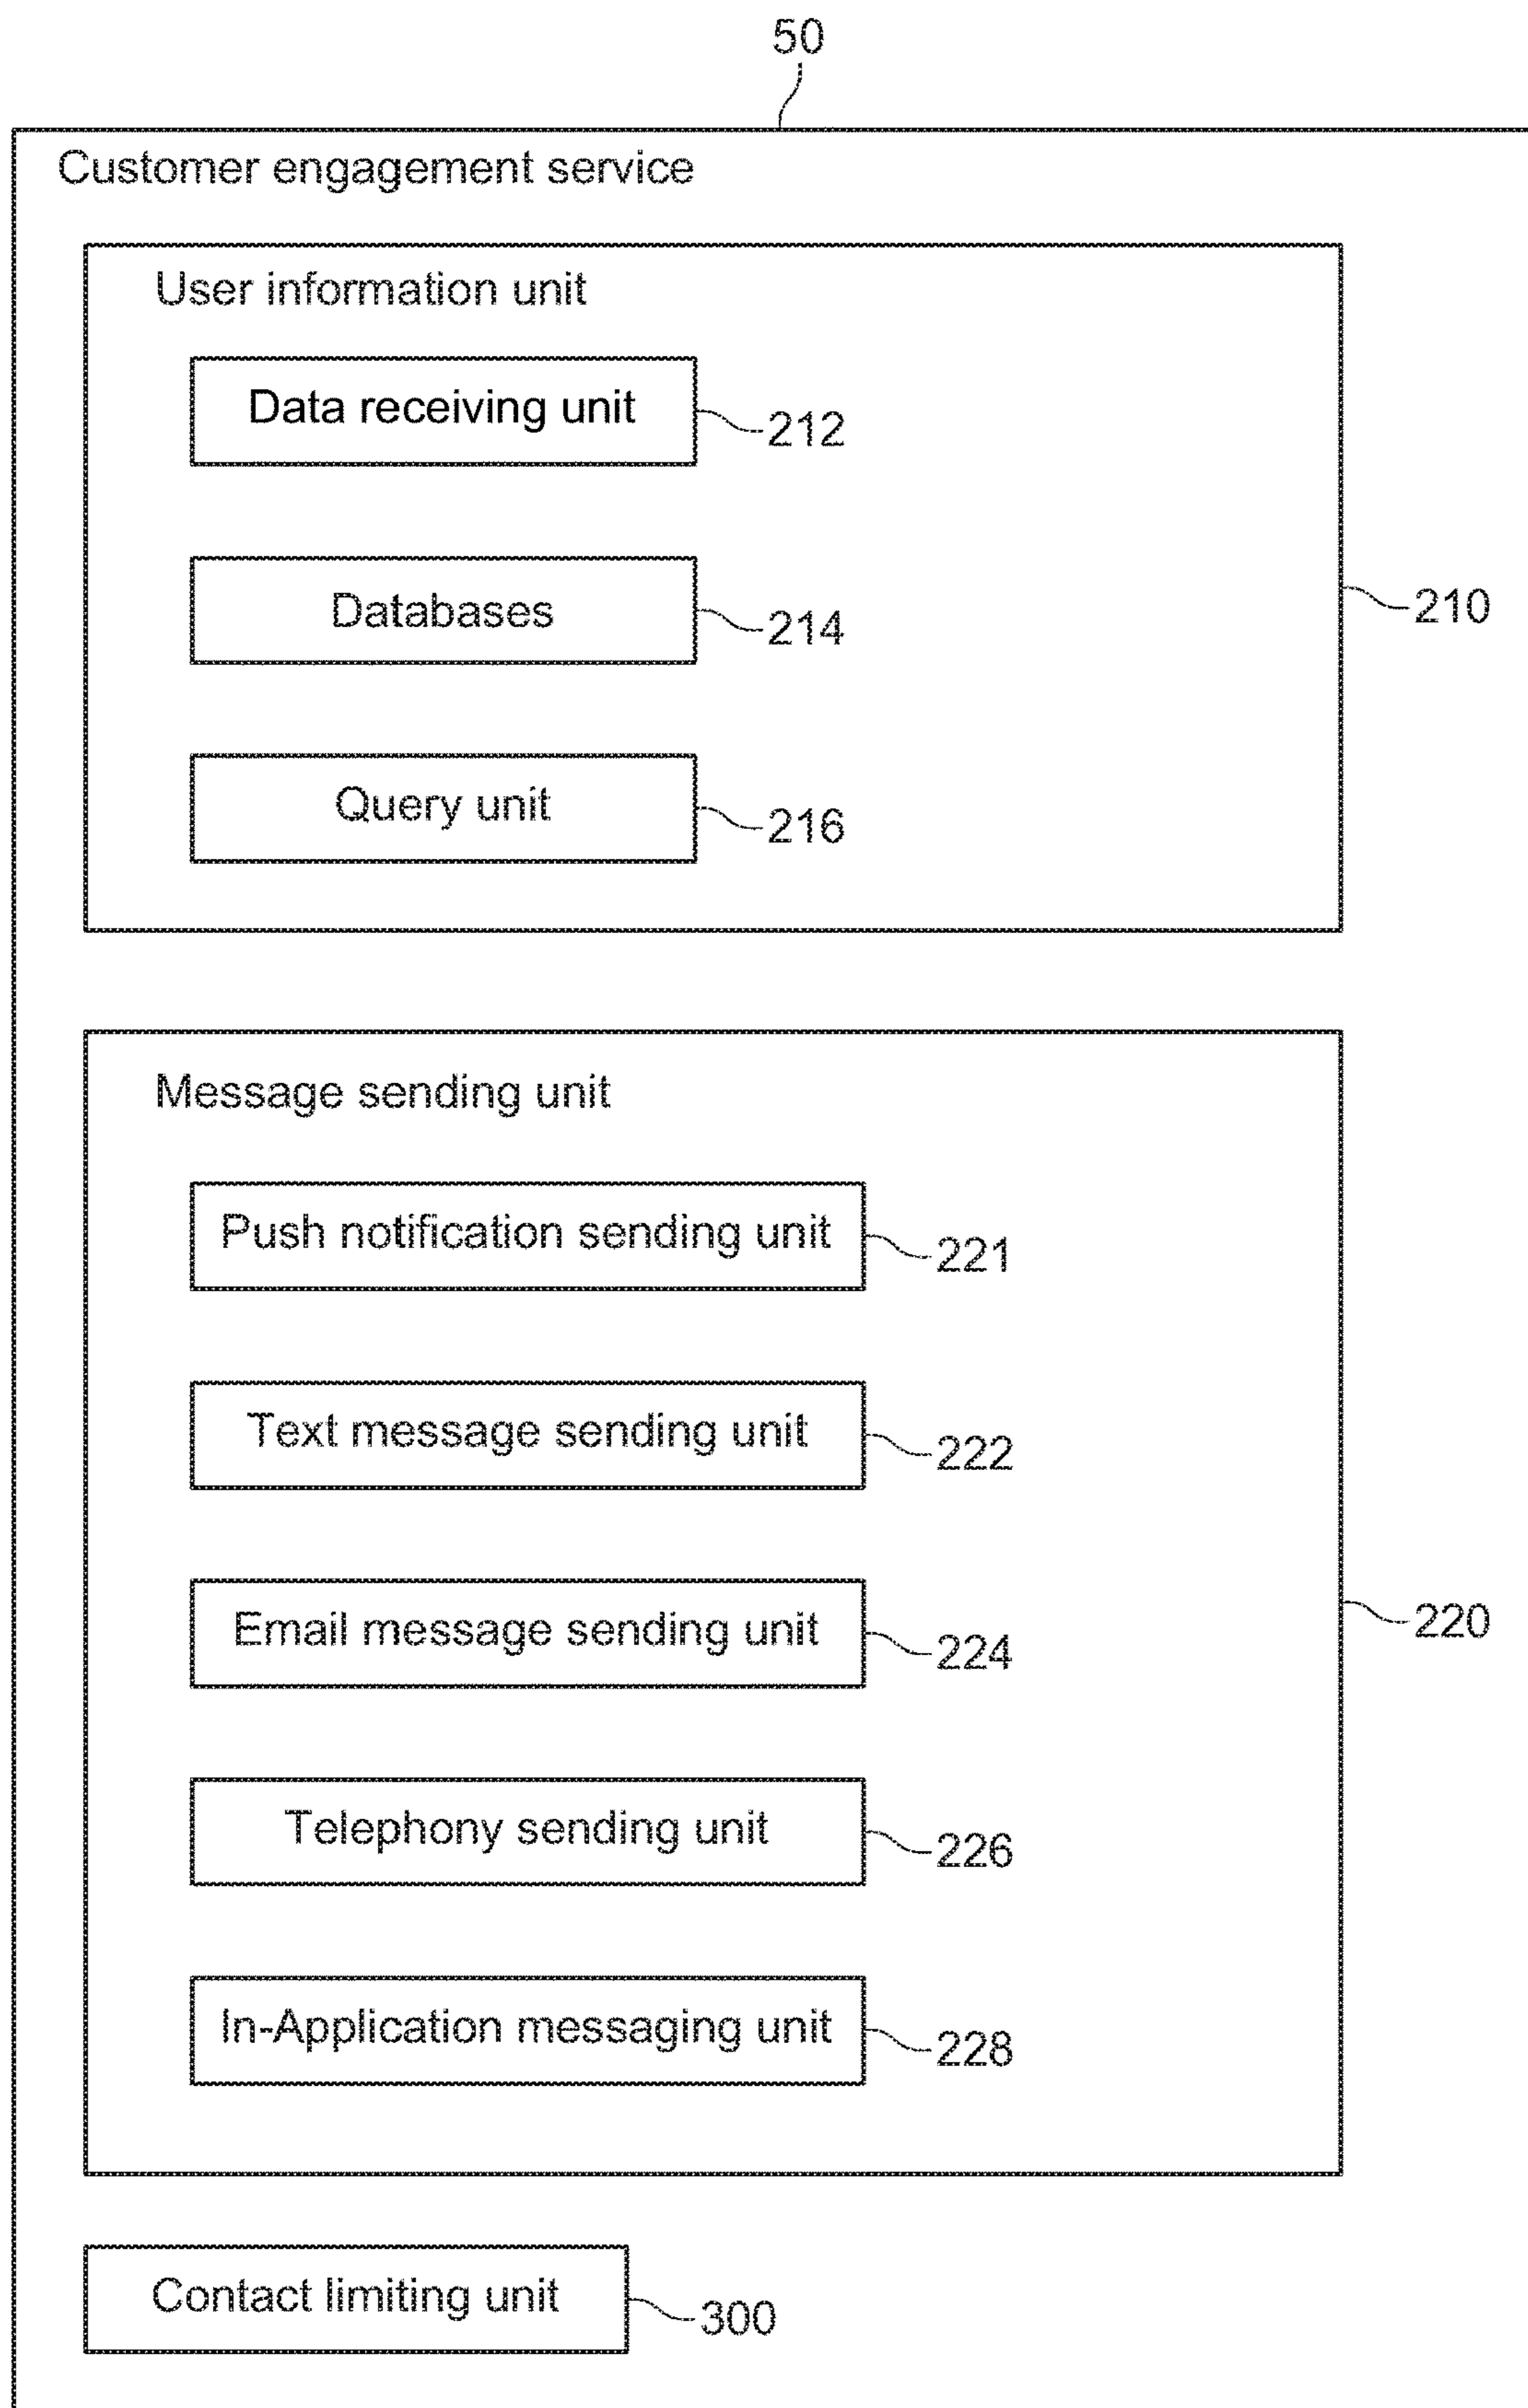 50
Customer engagement service
User information unit
Data receiving unit
212
Databases
214
210
Query unit
216
Message sending unit
Push notification sending unit
221
Text message sending unit
222
Email message sending unit
224
220
Telephony sending unit
226
In-Application messaging unit
228
Contact limiting unit
300